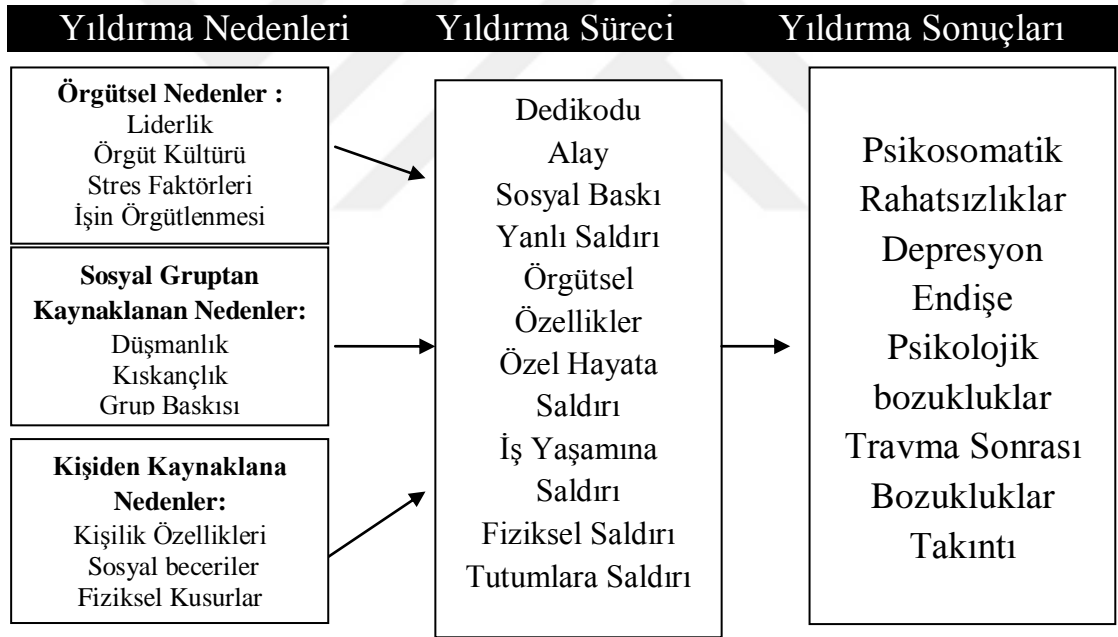 Yıldırma Nedenleri Yıldırma Süreci Yıldırma Sonuçları
Örgütsel Nedenler :
Liderlik
Örgüt Kültürü
Stres Faktörleri
İşin Örgütlenmesi
Sosyal Gruptan
Kaynaklanan Nedenler:
Düşmanlık
Kıskançlık
Grup Baskısı
Kişiden Kaynaklana
Nedenler:
Kişilik Özellikleri
Sosyal beceriler
Fiziksel Kusurlar
Dedikodu
Alay
Sosyal Baskı
Yanlı Saldırı
Örgütsel
Özellikler
Özel Hayata
Saldırı
İş Yaşamına
Saldırı
Fiziksel Saldırı
Tutumlara Saldırı
Psikosomatik
Rahatsızlıklar
Depresyon
Endişe
Psikolojik
bozukluklar
Travma Sonrası
Bozukluklar
Takıntı